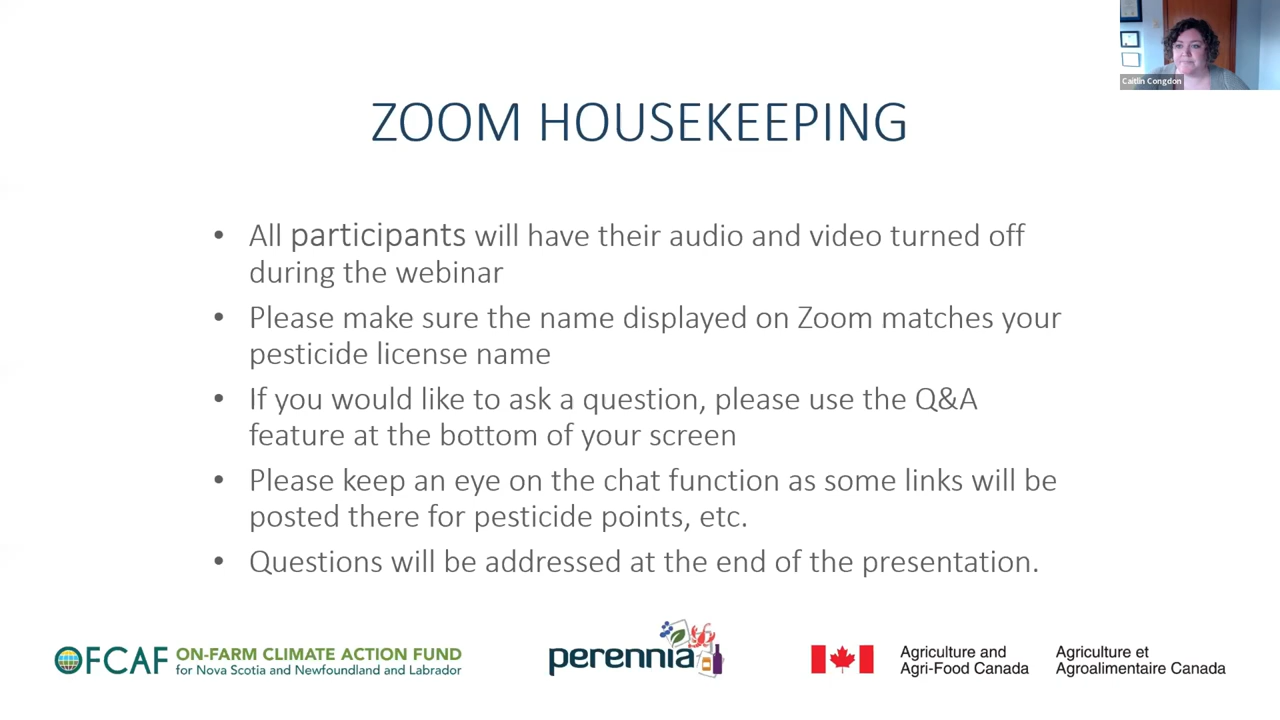 Caitlin Congdon
ZOOM HOUSEKEEPING
• All participants will have their audio and video turned off
during the webinar
• Please make sure the name displayed on Zoom matches your
pesticide license name
• If you would like to ask a question, please use the Q&A
feature at the bottom of your screen
• Please keep an eye on the chat function as some links will be
posted there for pesticide points, etc.
• Questions will be addressed at the end of the presentation.
OFCAF ON-FARM CLIMATE ACTION FUND
for Nova Scotia and Newfoundland and Labrador
perennia
Agriculture and
Agri-Food Canada
Agriculture et
Agroalimentaire Canada